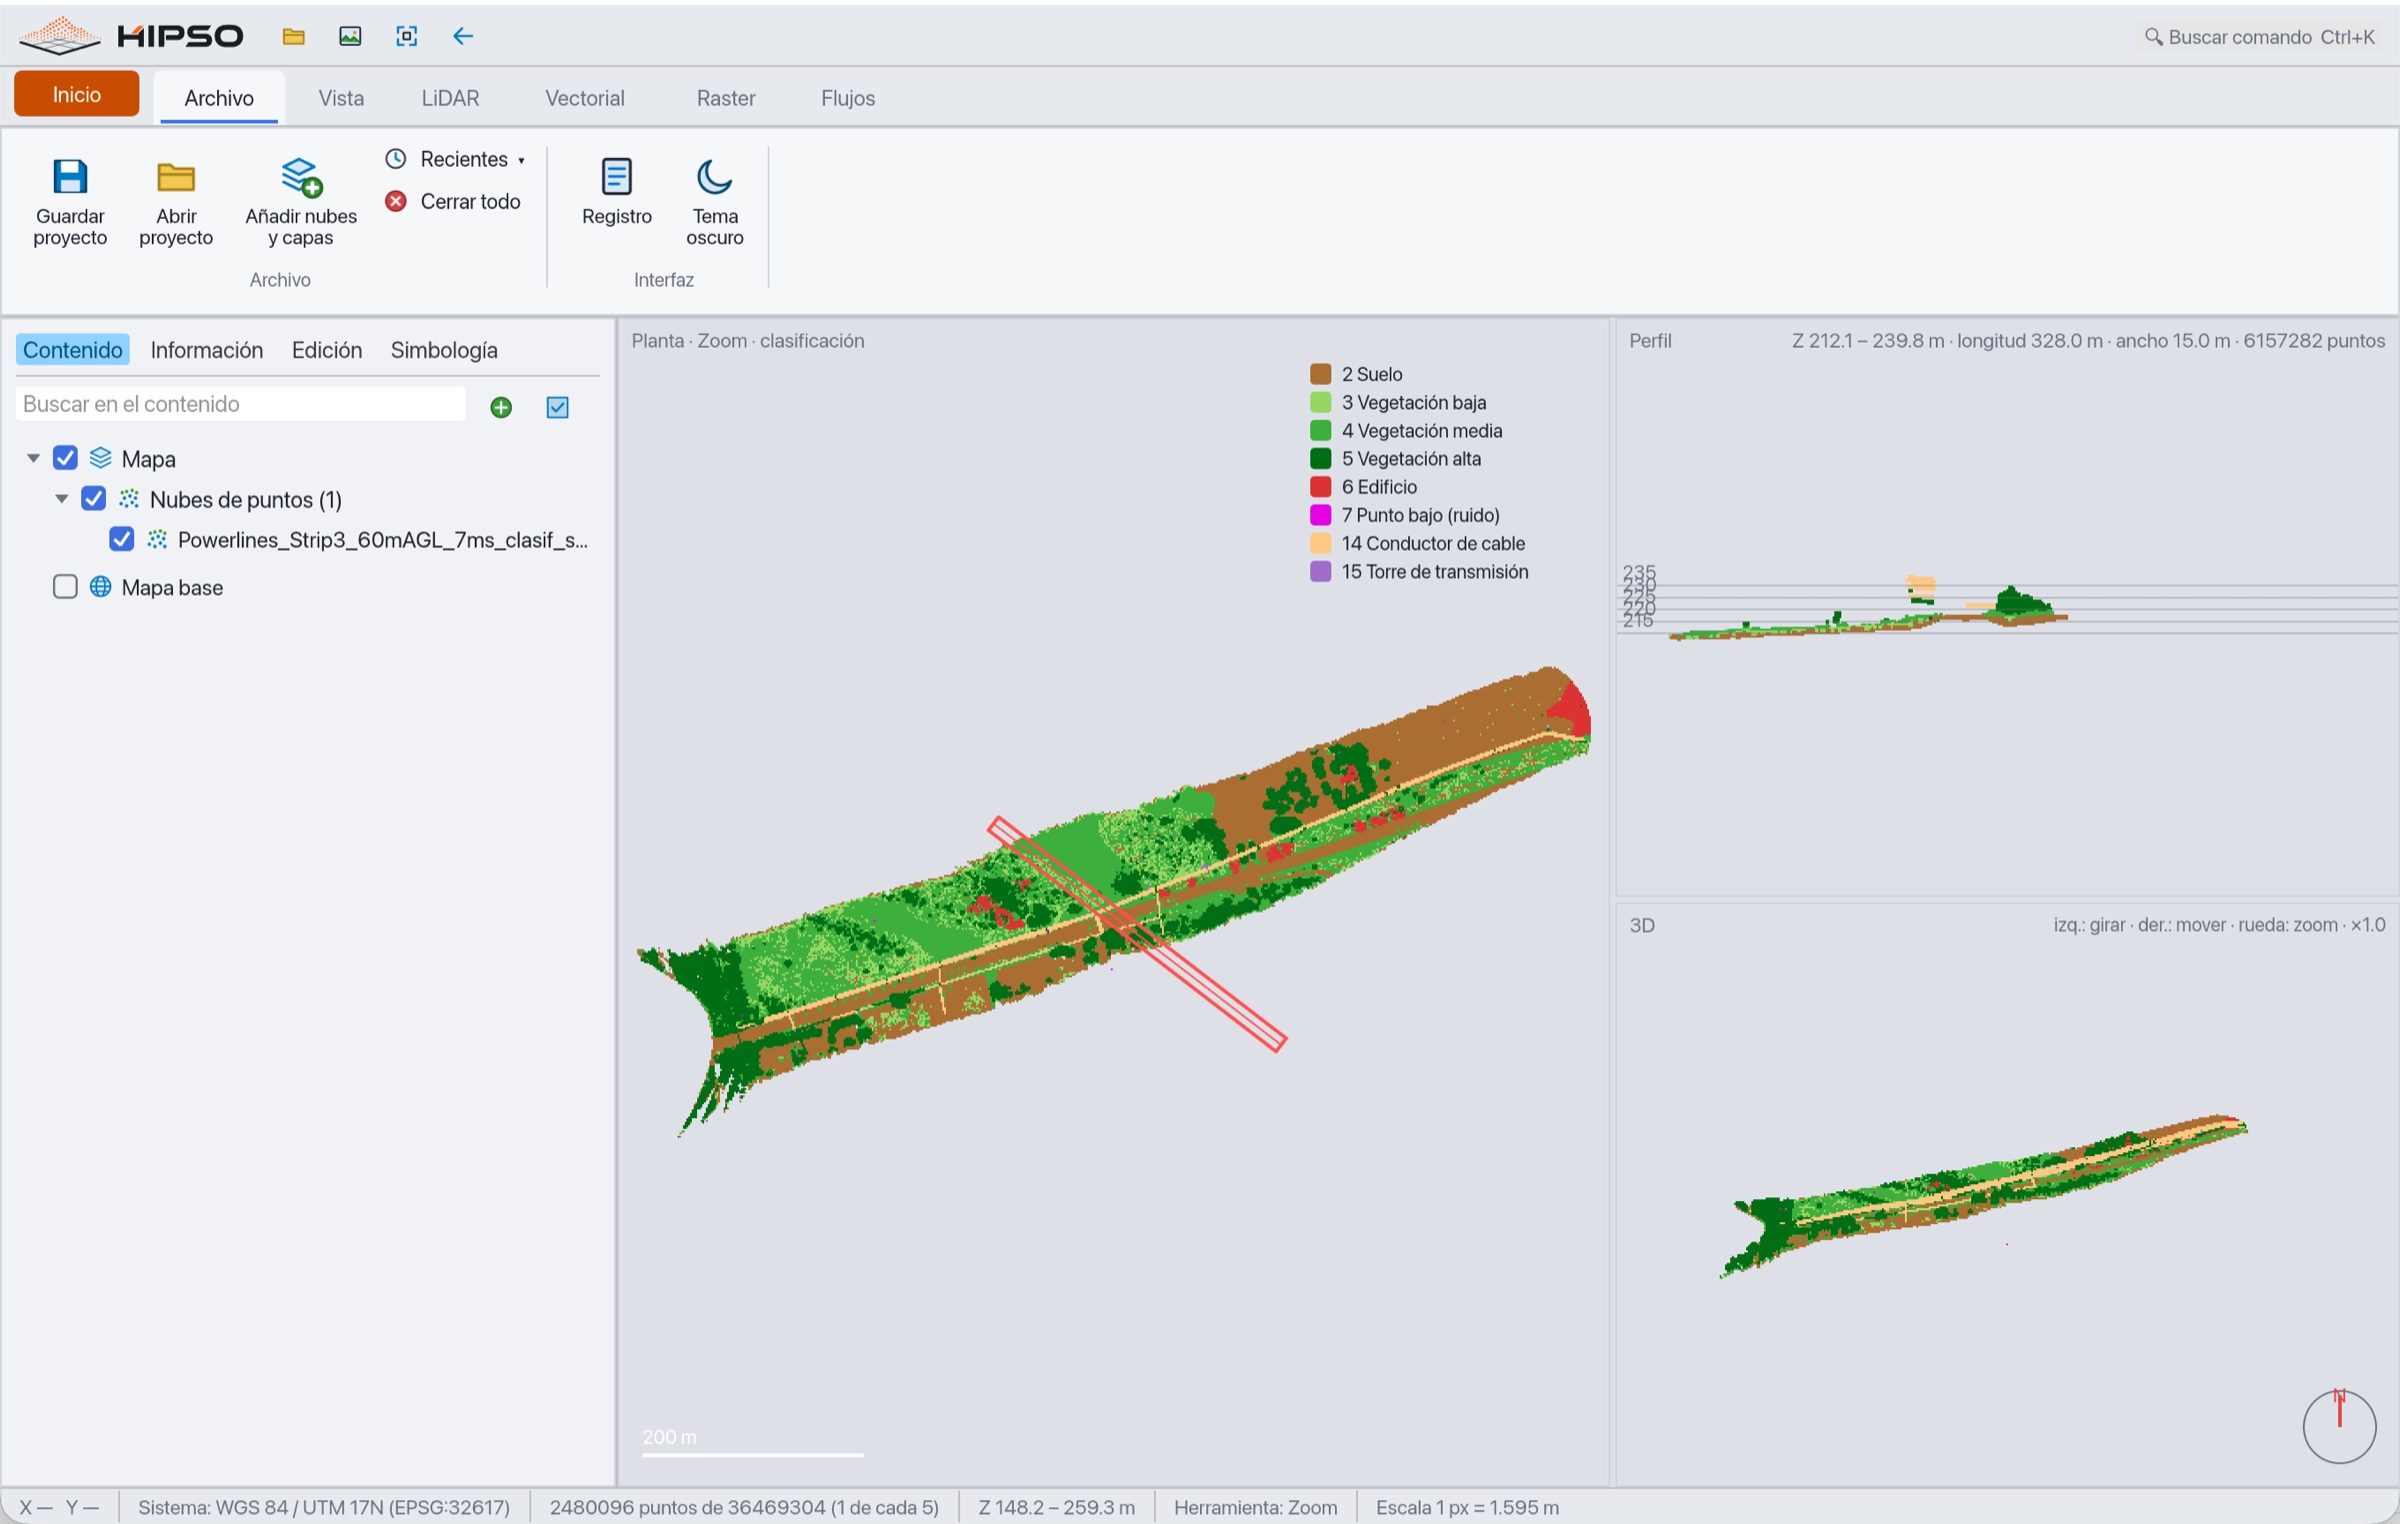 HIPSO
Buscar comando Ctrl+K
Inicio
Archivo
Vista
LiDAR
Vectorial
Raster
Flujos
Guardar proyecto
Abrir proyecto
Añadir nubes y capas
Recientes
Cerrar todo
Archivo
Registro
Tema oscuro
Interfaz
Contenido
Información
Edición
Simbología
Buscar en el contenido
Mapa
Nubes de puntos (1)
Powerlines_Strip3_60mAGL_7ms_clasif_s...
Mapa base
Planta · Zoom · clasificación
2 Suelo
3 Vegetación baja
4 Vegetación media
5 Vegetación alta
6 Edificio
7 Punto bajo (ruido)
14 Conductor de cable
15 Torre de transmisión
200 m
Perfil
Z 212.1 – 239.8 m · longitud 328.0 m · ancho 15.0 m · 6157282 puntos
235
230
225
220
215
3D
izq.: girar · der.: mover · rueda: zoom · ×1.0
N
X — Y —
Sistema: WGS 84 / UTM 17N (EPSG:32617)
2480096 puntos de 36469304 (1 de cada 5)
Z 148.2 – 259.3 m
Herramienta: Zoom
Escala 1 px = 1.595 m